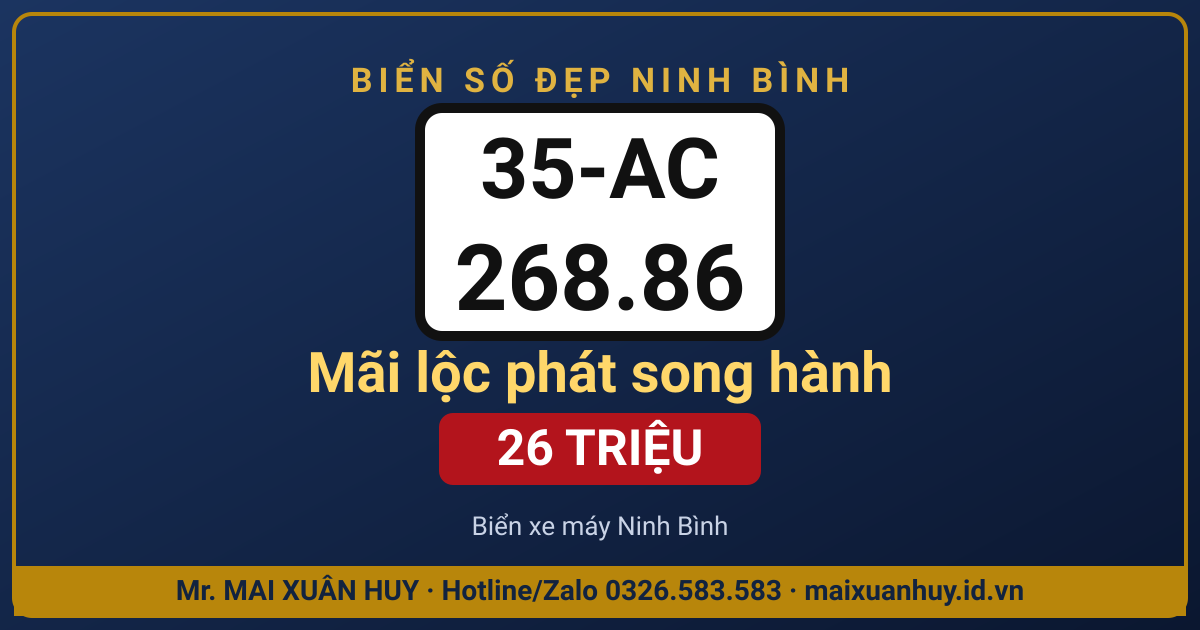 BIỂN SỐ ĐẸP NINH BÌNH
35-AC
268.86
Mãi lộc phát song hành
26 TRIỆU
Biển xe máy Ninh Bình
Mr. MAI XUÂN HUY · Hotline/Zalo 0326.583.583 · maixuanhuy.id.vn